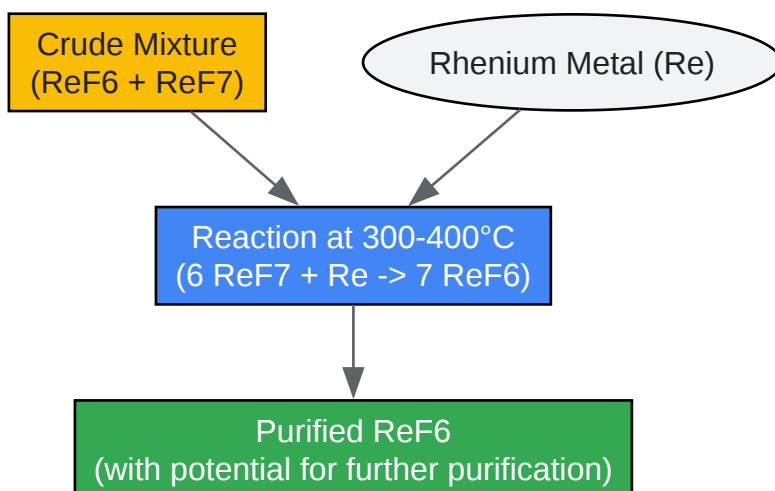 Crude Mixture
(ReF6 + ReF7)
Rhenium Metal (Re)
Reaction at 300-400°C
(6 ReF7 + Re -> 7 ReF6)
Purified ReF6
(with potential for further purification)